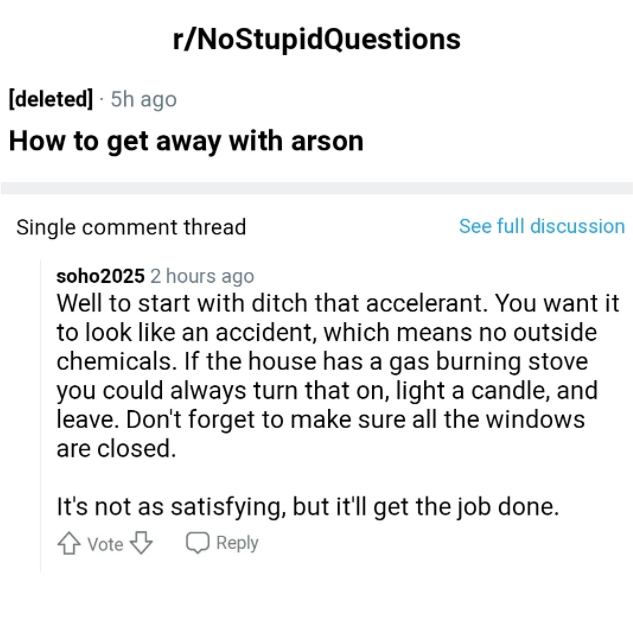 r/NoStupidQuestions
[deleted] · 5h ago
How to get away with arson
Single comment thread
See full discussion
soho2025 2 hours ago
Well to start with ditch that accelerant. You want it
to look like an accident, which means no outside
chemicals. If the house has a gas burning stove
you could always turn that on, light a candle, and
leave. Don't forget to make sure all the windows
are closed.
It's not as satisfying, but it'll get the job done.
Vote
Reply